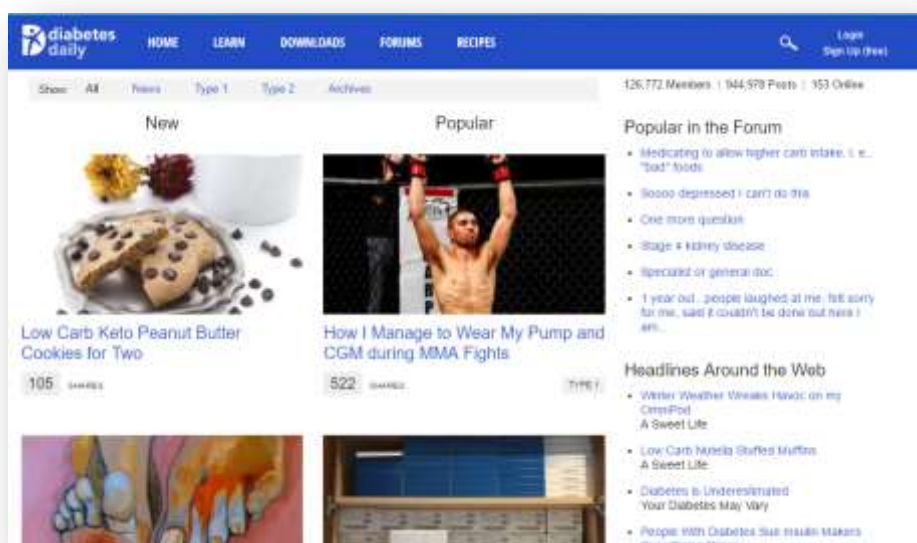 diabetes
daily
HOME LEARN DOWNLOADS FORUMS RECIPES
Login
Sign Up (free)
Show: All News Type 1 Type 2 Archives
126,772 Members | 944,978 Posts | 153 Online
New
Popular
Low Carb Keto Peanut Butter
Cookies for Two
105 SHARES
How I Manage to Wear My Pump and
CGM during MMA Fights
522 SHARES
TYPE 1
Popular in the Forum
Medicating to allow higher carb intake, i. e.,
"bad" foods
Soooo depressed I can't do this
One more question
Stage 4 kidney disease
Specialist or general doc
1 year out.. people laughed at me, felt sorry
for me, said it couldn't be done but here I
am..
Headlines Around the Web
Winter Weather Wreaks Havoc on my
OmniPod
A Sweet Life
Low Carb Nutella Stuffed Muffins
A Sweet Life
Diabetes is Underestimated
Your Diabetes May Vary
People With Diabetes Sue Insulin Makers